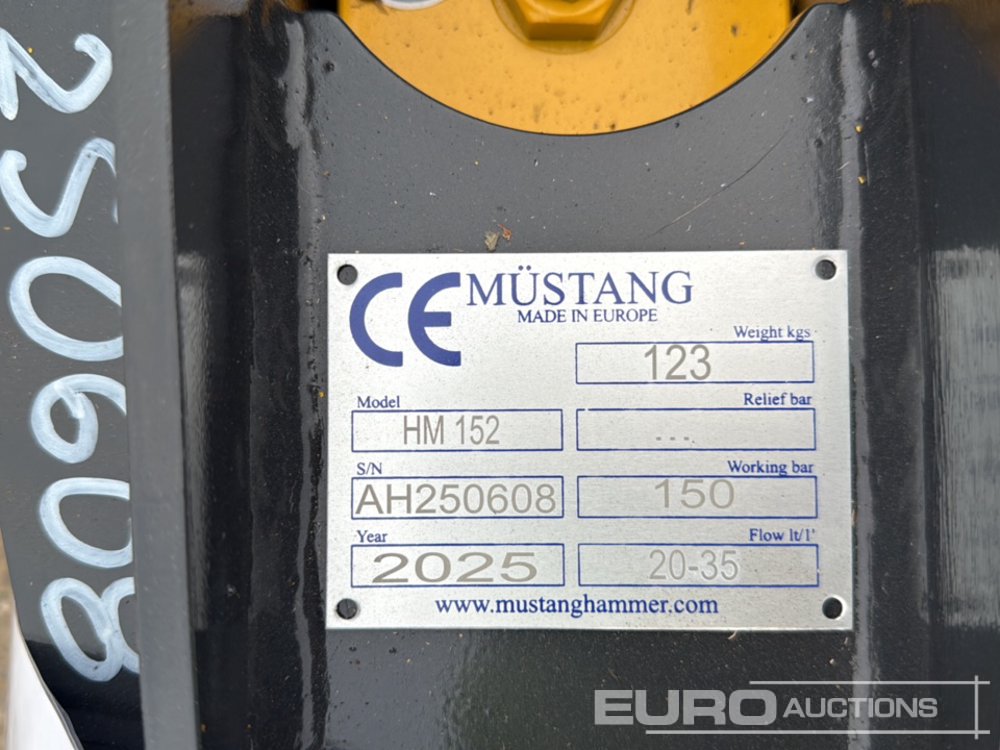 250608
CE MÜSTANG
MADE IN EUROPE
Weight kgs
123
Model
Relief bar
HM 152
...
S/N
Working bar
AH250608
150
Year
Flow lt/1'
2025
20-35
www.mustanghammer.com
EURO AUCTIONS